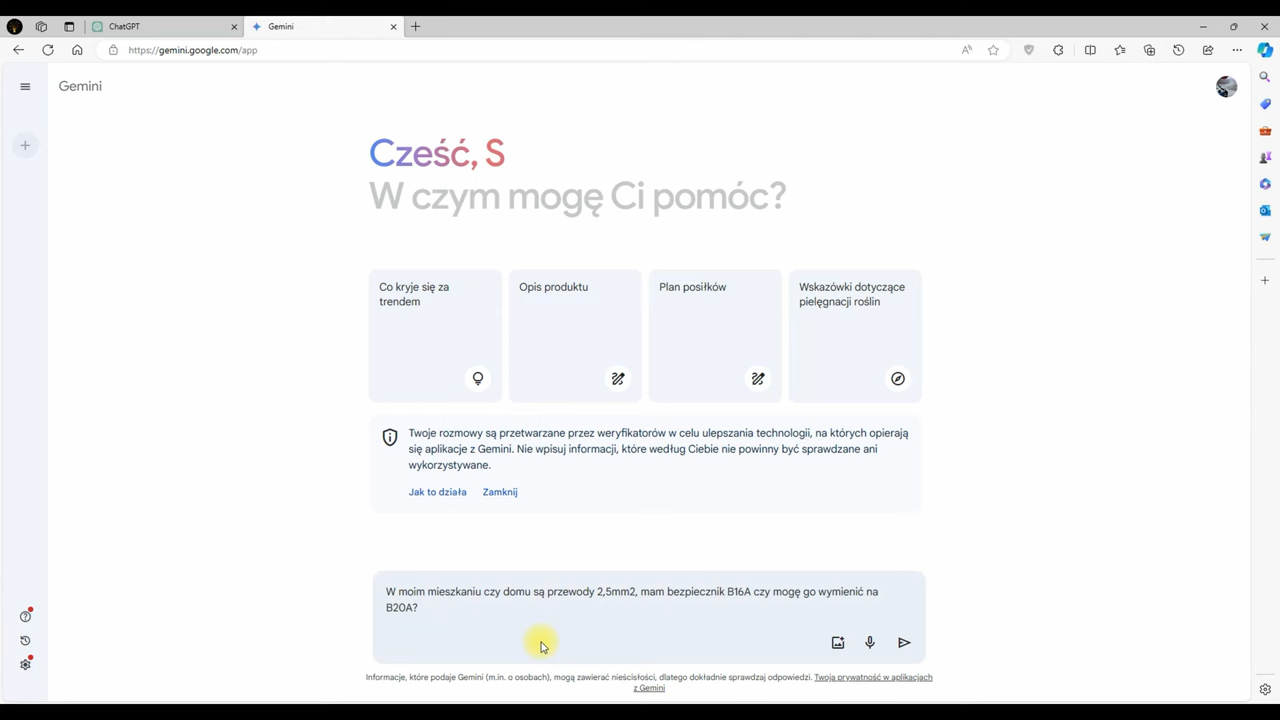 ChatGPT
Gemini
https://gemini.google.com/app
Gemini
Cześć, S
W czym mogę Ci pomóc?
Co kryje się za
trendem
Opis produktu
Plan posiłków
Wskazówki dotyczące
pielęgnacji roślin
Twoje rozmowy są przetwarzane przez weryfikatorów w celu ulepszania technologii, na których opierają
się aplikacje z Gemini. Nie wpisuj informacji, które według Ciebie nie powinny być sprawdzane ani
wykorzystywane.
Jak to działa Zamknij
W moim mieszkaniu czy domu są przewody 2,5mm2, mam bezpiecznik B16A czy mogę go wymienić na
B20A?
Informacje, które podaje Gemini (m.in. o osobach), mogą zawierać nieścisłości, dlatego dokładnie sprawdzaj odpowiedzi. Twoja prywatność w aplikacjach
z Gemini